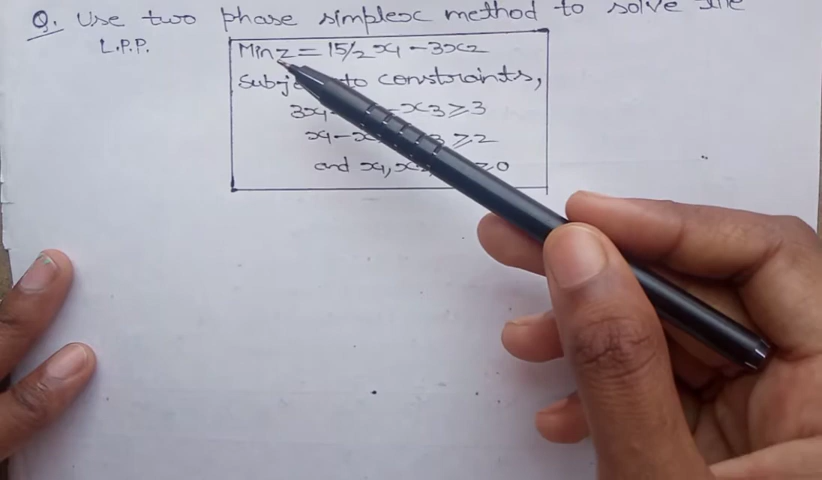 Q. Use two phase simplex method to solve the
L.P.P. Min z = 15/2 x1 - 3x2
to constraints,
- x3 ≥ 3
x1 - ≥ 2
and x1, ≥ 0